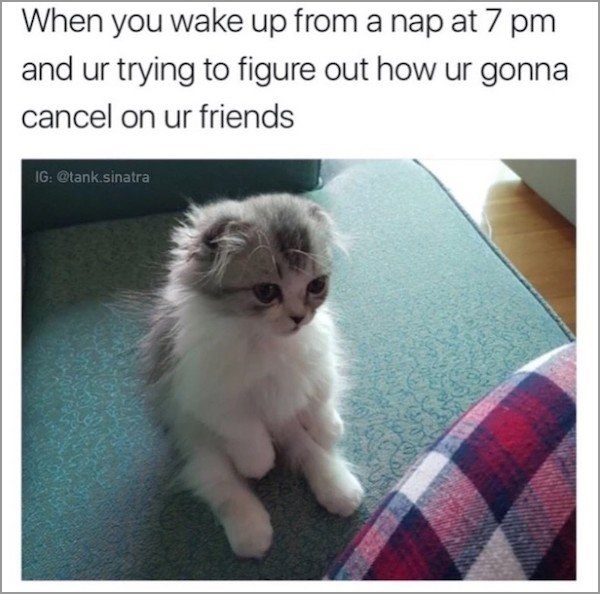 When you wake up from a nap at 7 pm
and ur trying to figure out how ur gonna
cancel on ur friends
IG: @tank.sinatra